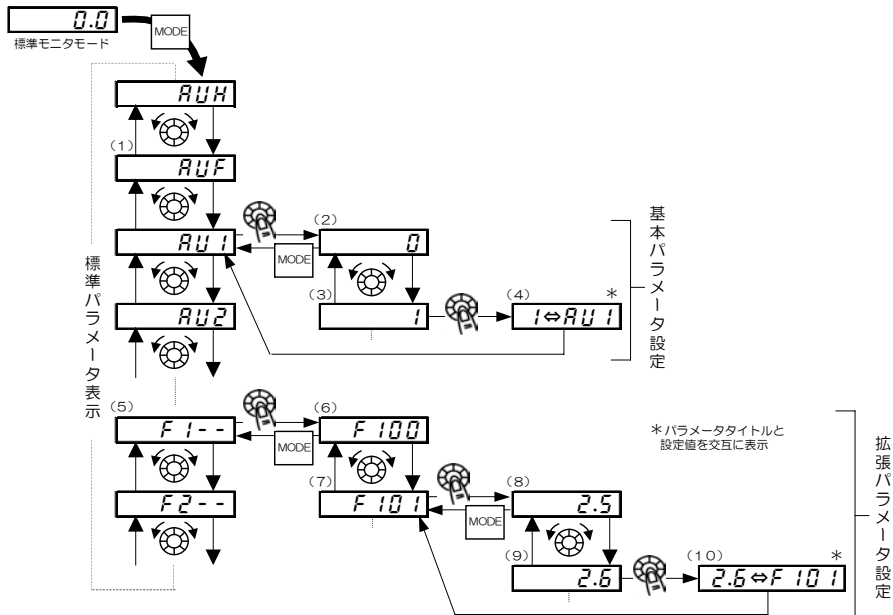 0.0
MODE
標準モニタモード
AUH
(1)
AUF
AU1
(2)
0
MODE
(3)
1
(4)
*
1⇔AU1
AU2
基本パラメータ設定
標準パラメータ表示
(5)
F1--
(6)
F100
MODE
(7)
F101
F2--
(8)
2.5
MODE
(9)
2.6
(10)
*
2.6⇔F101
*パラメータタイトルと
設定値を交互に表示
拡張パラメータ設定